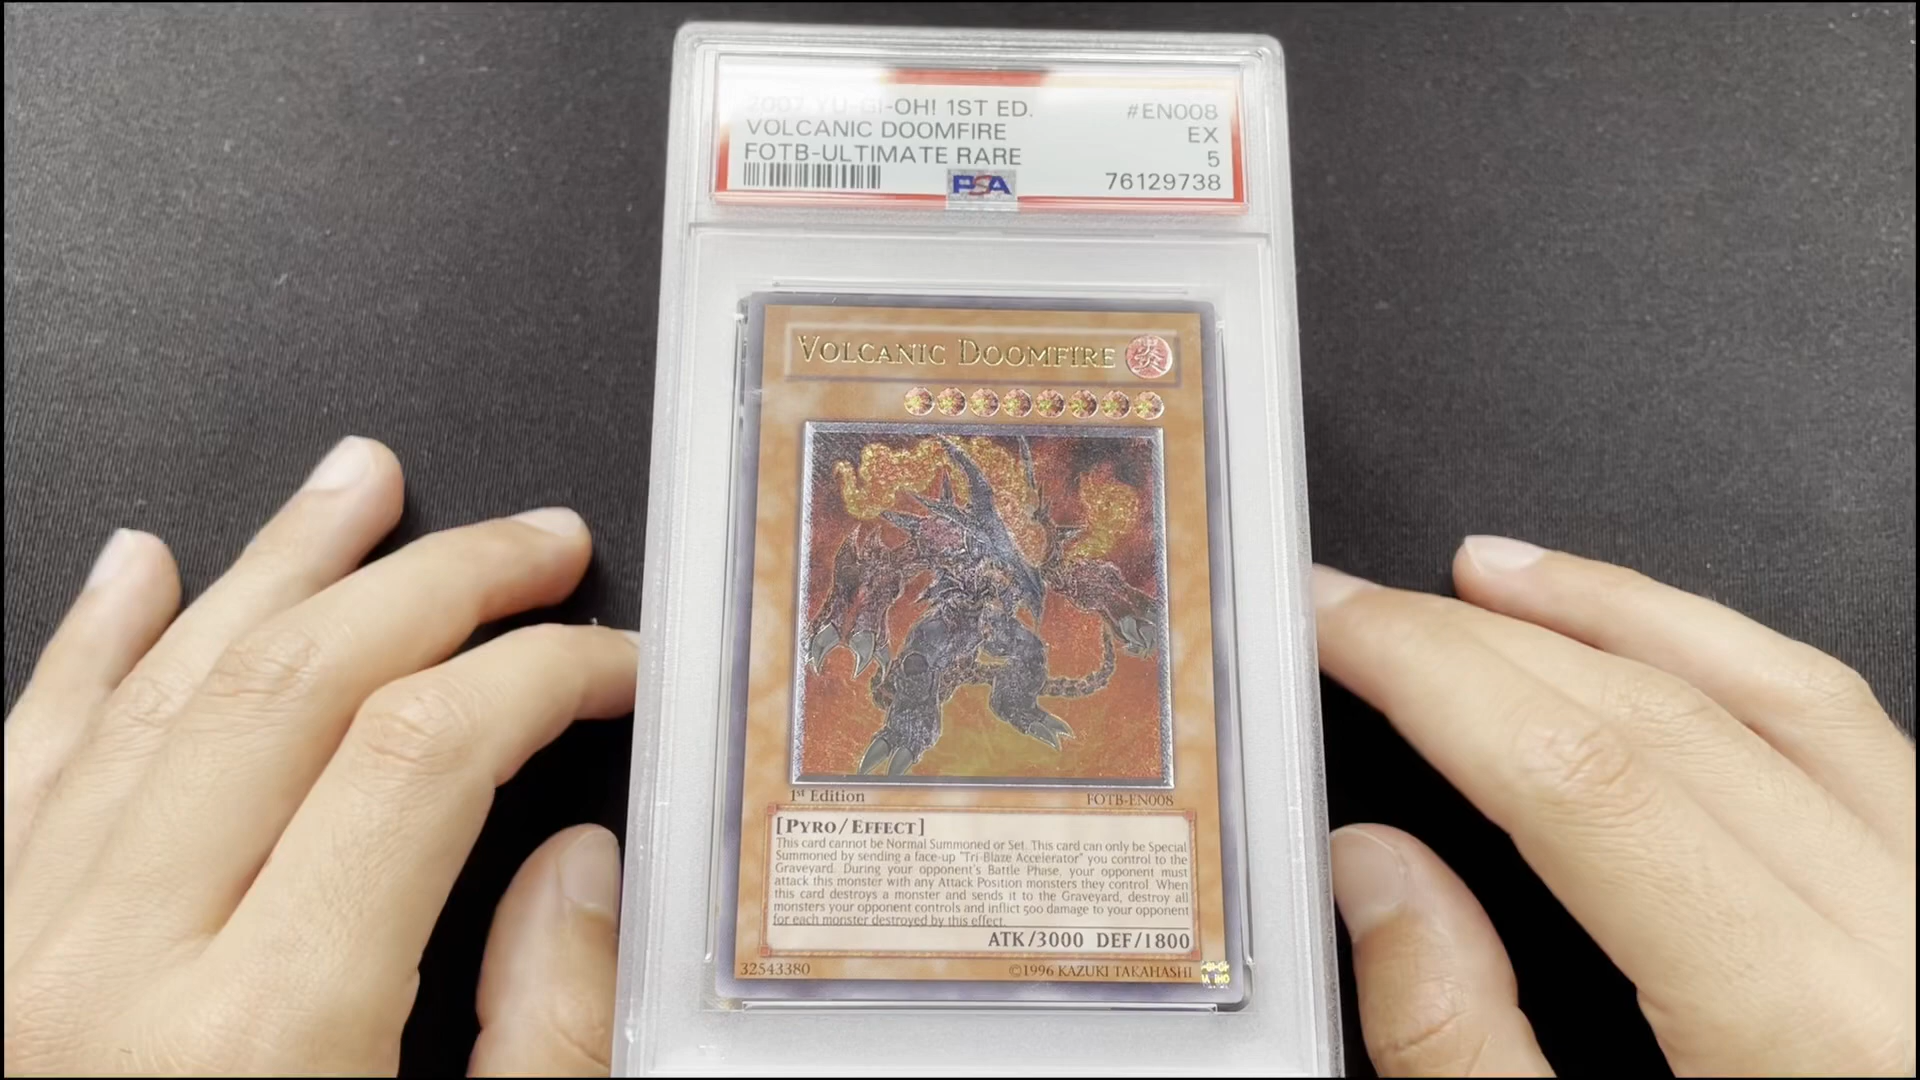 2007 YU-GI-OH! 1ST ED. #EN008
VOLCANIC DOOMFIRE EX
FOTB-ULTIMATE RARE 5
PSA 76129738
VOLCANIC DOOMFIRE 炎
1st Edition FOTB-EN008
[PYRO/EFFECT]
This card cannot be Normal Summoned or Set. This card can only be Special
Summoned by sending a face-up "Tri-Blaze Accelerator" you control to the
Graveyard. During your opponent's Battle Phase, your opponent must
attack this monster with any Attack Position monsters they control. When
this card destroys a monster and sends it to the Graveyard, destroy all
monsters your opponent controls and inflict 500 damage to your opponent
for each monster destroyed by this effect.
ATK/3000 DEF/1800
32543380 ©1996 KAZUKI TAKAHASHI